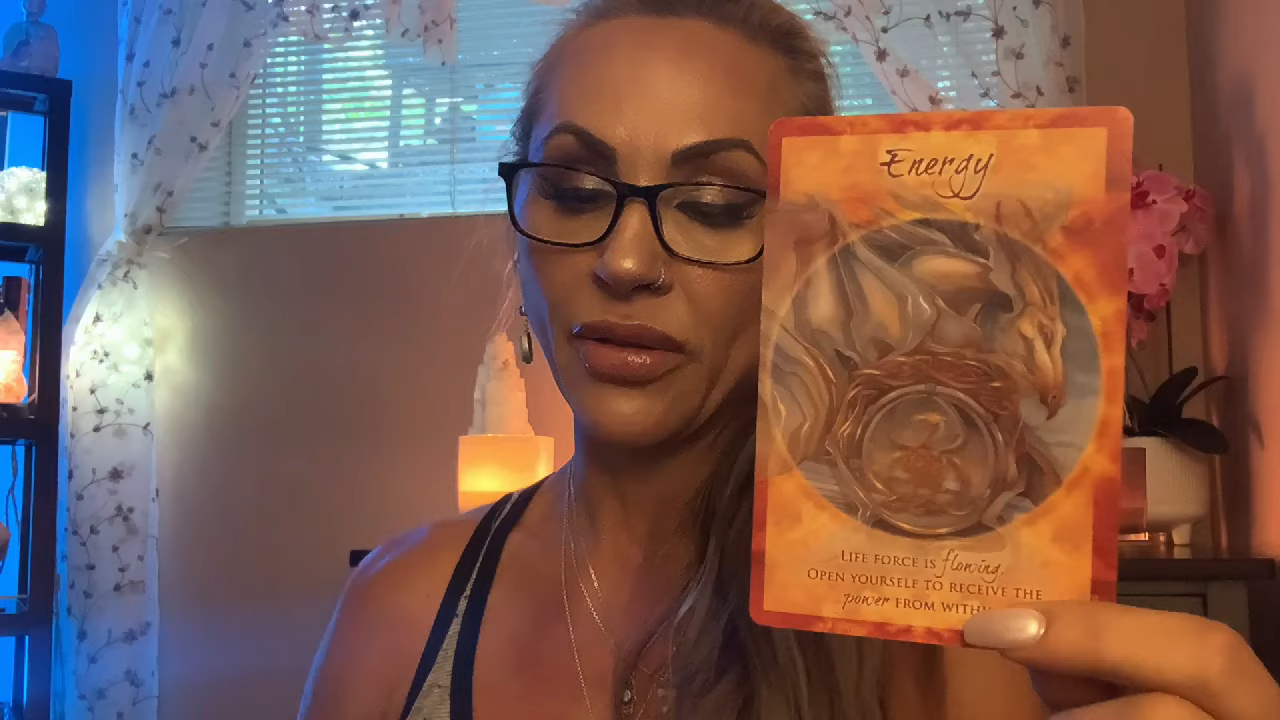 Energy
LIFE FORCE IS flowing.
OPEN YOURSELF TO RECEIVE THE
power FROM